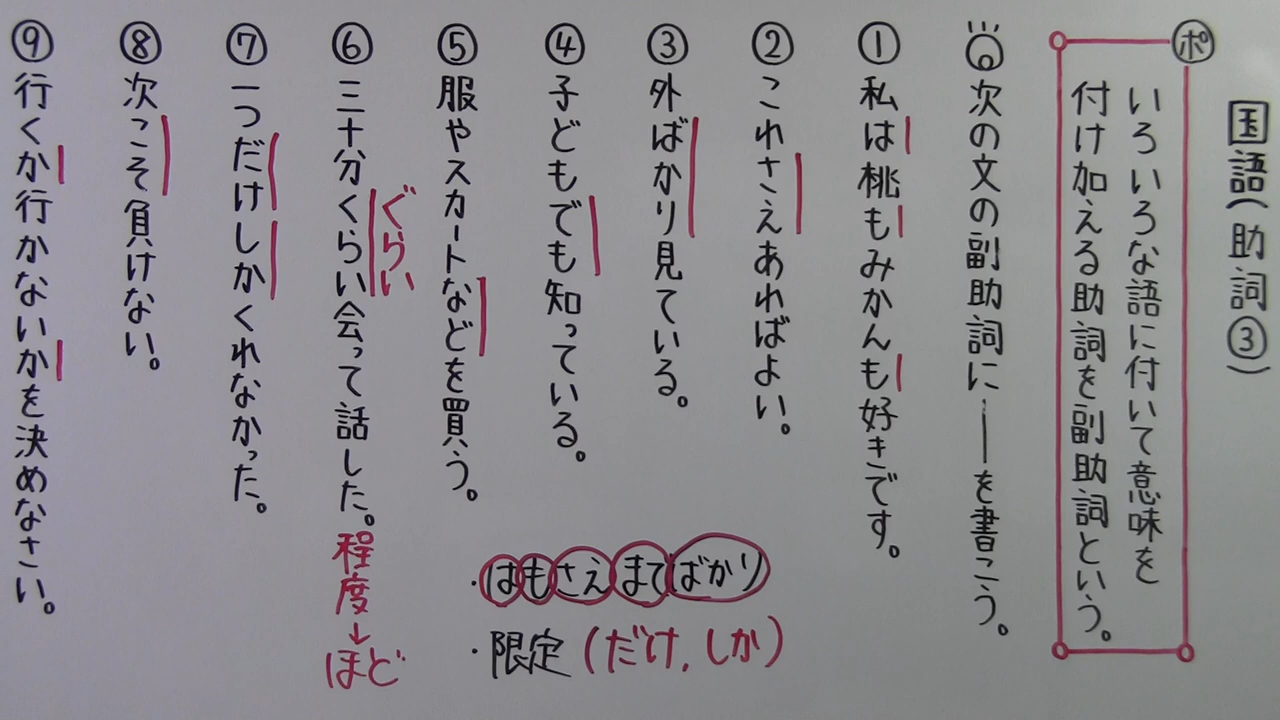 国語(助詞③)
ポ
いろいろな語に付いて意味を
付け加える助詞を副助詞という。
次の文の副助詞に――を書こう。
① 私は桃もみかんも好きです。
② これさえあればよい。
③ 外ばかり見ている。
④ 子どもでも知っている。
⑤ 服やスカートなどを買う。
⑥ 三十分くらい会って話した。
ぐらい
程度→ほど
⑦ 一つだけしかくれなかった。
⑧ 次こそ負けない。
⑨ 行くか行かないかを決めなさい。
・はもさえまでばかり
・限定(だけ、しか)